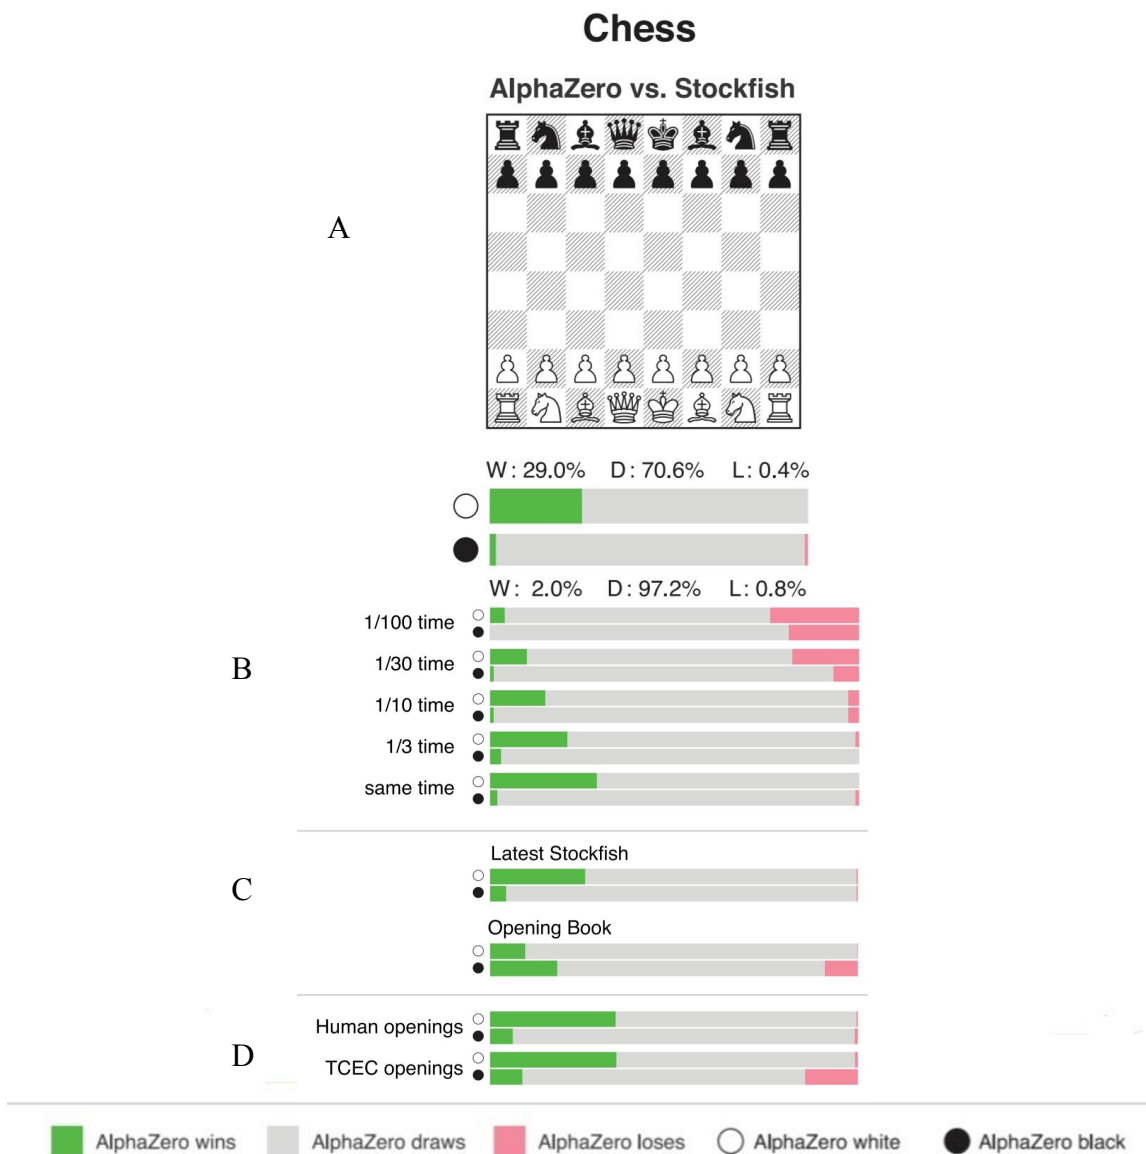 Chess
AlphaZero vs. Stockfish
A
W: 29.0% D: 70.6% L: 0.4%
W: 2.0% D: 97.2% L: 0.8%
1/100 time
B
1/30 time
1/10 time
1/3 time
same time
Latest Stockfish
C
Opening Book
Human openings
D
TCEC openings
AlphaZero wins AlphaZero draws AlphaZero loses AlphaZero white AlphaZero black